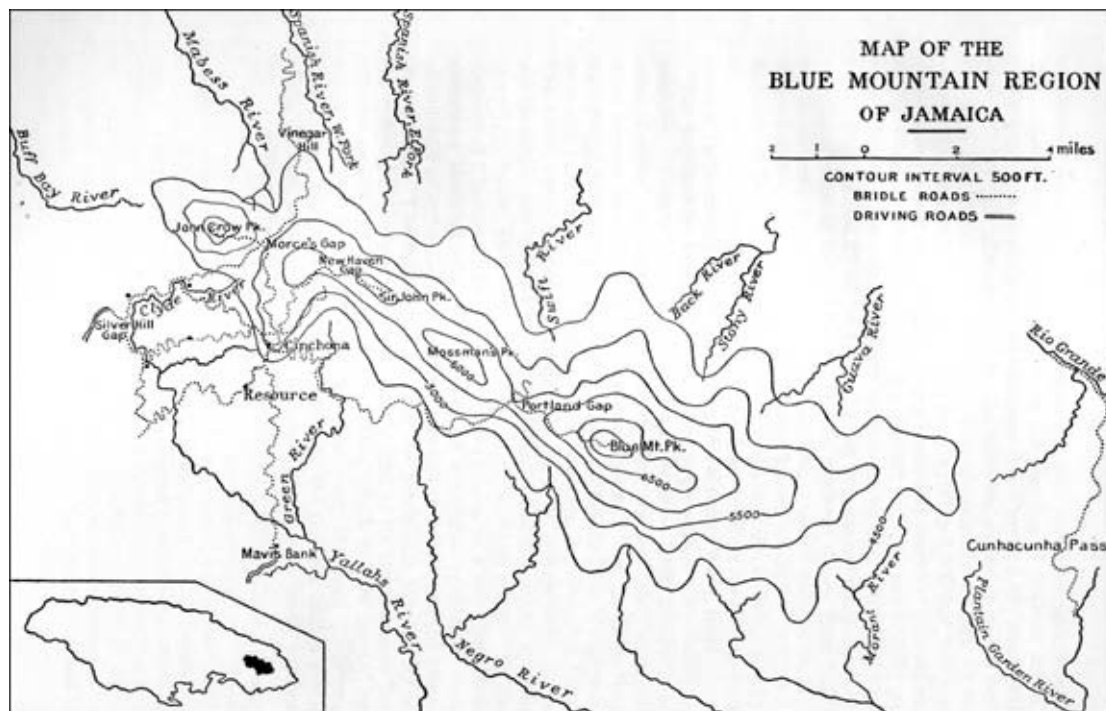 MAP OF THE
BLUE MOUNTAIN REGION
OF JAMAICA
2 1 0 2 4 miles
CONTOUR INTERVAL 500 FT.
BRIDLE ROADS
DRIVING ROADS
Buff Bay River
Mabess River
Spanish River, W. Fork
Spanish River, E. Fork
Vinegar Hill
John Crow Pk.
Morce's Gap
New Haven Gap
Sir John Pk.
Swift River
Back River
Stony River
Guava River
Rio Grande
Clyde River
Silver Hill Gap
Cinchona
Mossman's Pk.
6000
5000
Resource
Portland Gap
Blue Mt. Pk.
6500
5500
4500
Green River
Mavis Bank
Yallahs River
Negro River
Morant River
Cunhacunha Pass
Plantain Garden River